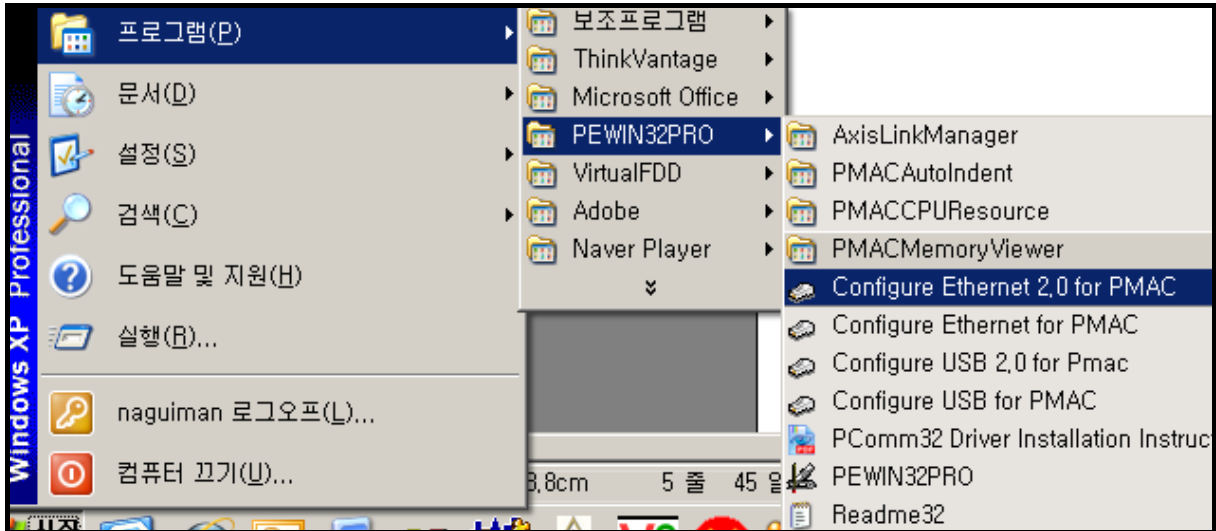 Windows XP Professional
프로그램(P)
문서(D)
설정(S)
검색(C)
도움말 및 지원(H)
실행(R)...
naguiman 로그오프(L)...
컴퓨터 끄기(U)...
시작
보조프로그램
ThinkVantage
Microsoft Office
PEWIN32PRO
VirtualFDD
Adobe
Naver Player
AxisLinkManager
PMACAutoIndent
PMACCPUResource
PMACMemoryViewer
Configure Ethernet 2,0 for PMAC
Configure Ethernet for PMAC
Configure USB 2,0 for Pmac
Configure USB for PMAC
PComm32 Driver Installation Instruc
PEWIN32PRO
Readme32
8,8cm 5 줄 45